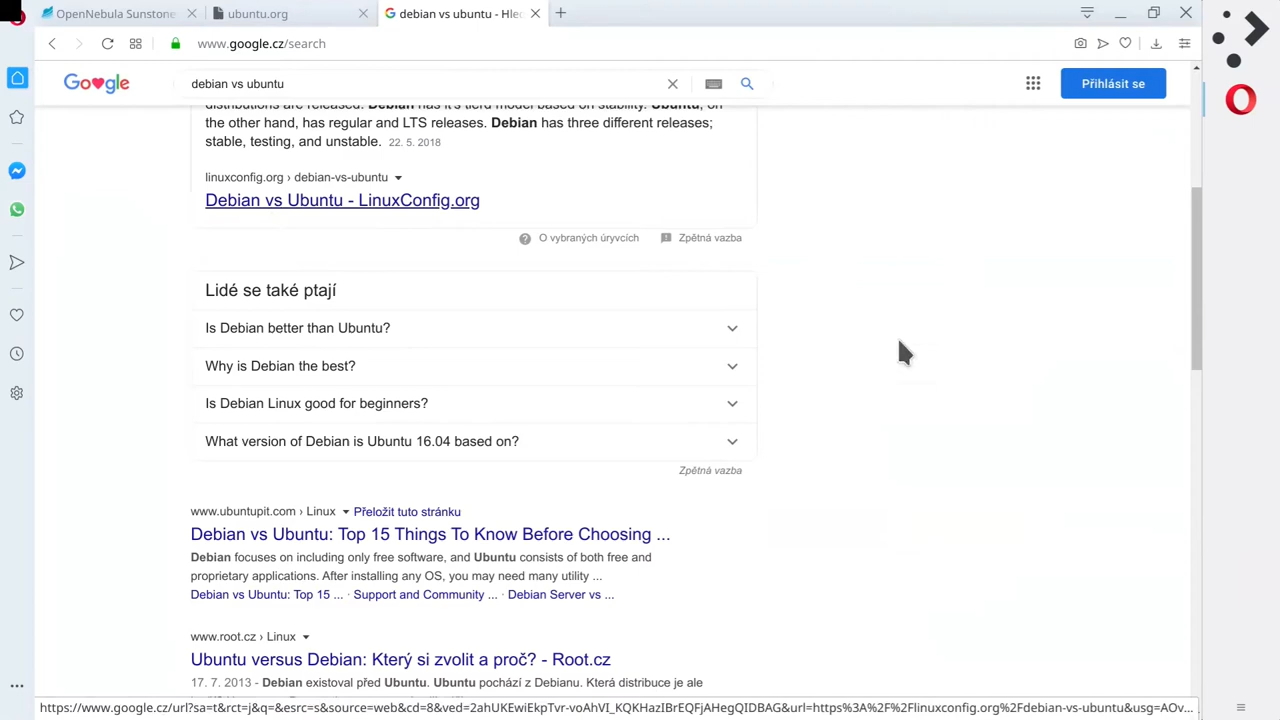 OpenNebula Sunstone
ubuntu.org
debian vs ubuntu - Hle
www.google.cz/search
Google
debian vs ubuntu
Přihlásit se
distributions are released. Debian has it's tierd model based on stability. Ubuntu, on
the other hand, has regular and LTS releases. Debian has three different releases;
stable, testing, and unstable. 22. 5. 2018
linuxconfig.org › debian-vs-ubuntu
Debian vs Ubuntu - LinuxConfig.org
O vybraných úryvcích Zpětná vazba
Lidé se také ptají
Is Debian better than Ubuntu?
Why is Debian the best?
Is Debian Linux good for beginners?
What version of Debian is Ubuntu 16.04 based on?
Zpětná vazba
www.ubuntupit.com › Linux Přeložit tuto stránku
Debian vs Ubuntu: Top 15 Things To Know Before Choosing ...
Debian focuses on including only free software, and Ubuntu consists of both free and
proprietary applications. After installing any OS, you may need many utility ...
Debian vs Ubuntu: Top 15 ... · Support and Community ... · Debian Server vs ...
www.root.cz › Linux
Ubuntu versus Debian: Který si zvolit a proč? - Root.cz
17. 7. 2013 - Debian existoval před Ubuntu. Ubuntu pochází z Debianu. Která distribuce je ale
https://www.google.cz/url?sa=t&rct=j&q=&esrc=s&source=web&cd=8&ved=2ahUKEwiEkpTvr-voAhVI_KQKHazIBrEQFjAHegQIDBAG&url=https%3A%2F%2Flinuxconfig.org%2Fdebian-vs-ubuntu&usg=AOv...